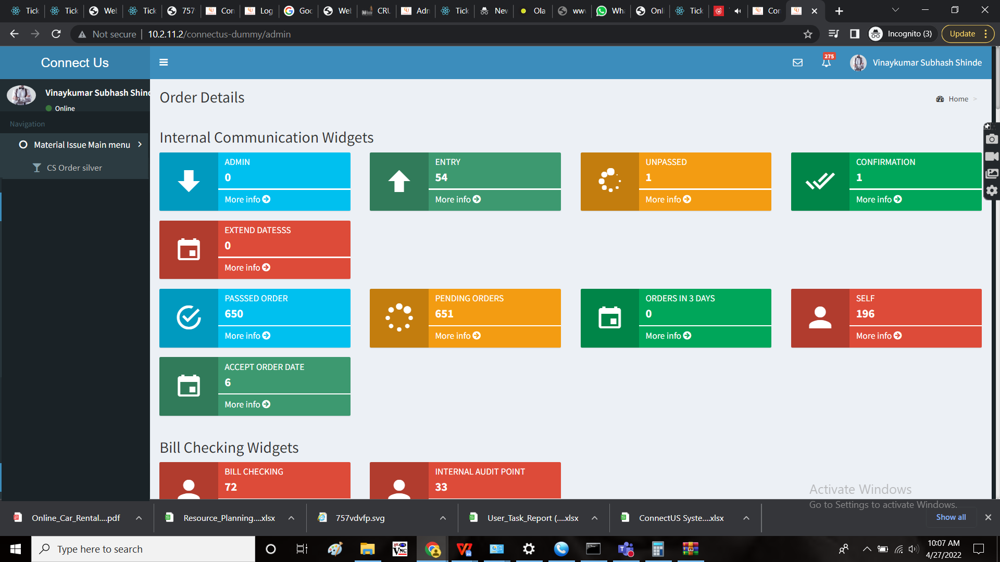 Tick
Tick
Wel
Tick
757
Con
Log
Goo
Wel
CRU
Adn
Tick
Nev
Ola
ww
Wha
Onli
Tick
Con
Not secure
10.2.11.2/connectus-dummy/admin
Incognito (3)
Update
Connect Us
275
Vinaykumar Subhash Shinde
Vinaykumar Subhash Shind
Online
Order Details
Home >
Navigation
Material Issue Main menu
CS Order silver
Internal Communication Widgets
ADMIN
0
More info
ENTRY
54
More info
UNPASSED
1
More info
CONFIRMATION
1
More info
EXTEND DATESSS
0
More info
PASSSED ORDER
650
More info
PENDING ORDERS
651
More info
ORDERS IN 3 DAYS
0
More info
SELF
196
More info
ACCEPT ORDER DATE
6
More info
Bill Checking Widgets
BILL CHECKING
72
INTERNAL AUDIT POINT
33
Activate Windows
Go to Settings to activate Windows.
Online_Car_Rental....pdf
Resource_Planning....xlsx
757vdvfp.svg
User_Task_Report (....xlsx
ConnectUS Syste....xlsx
Show all
Type here to search
VNC
10:07 AM
4/27/2022